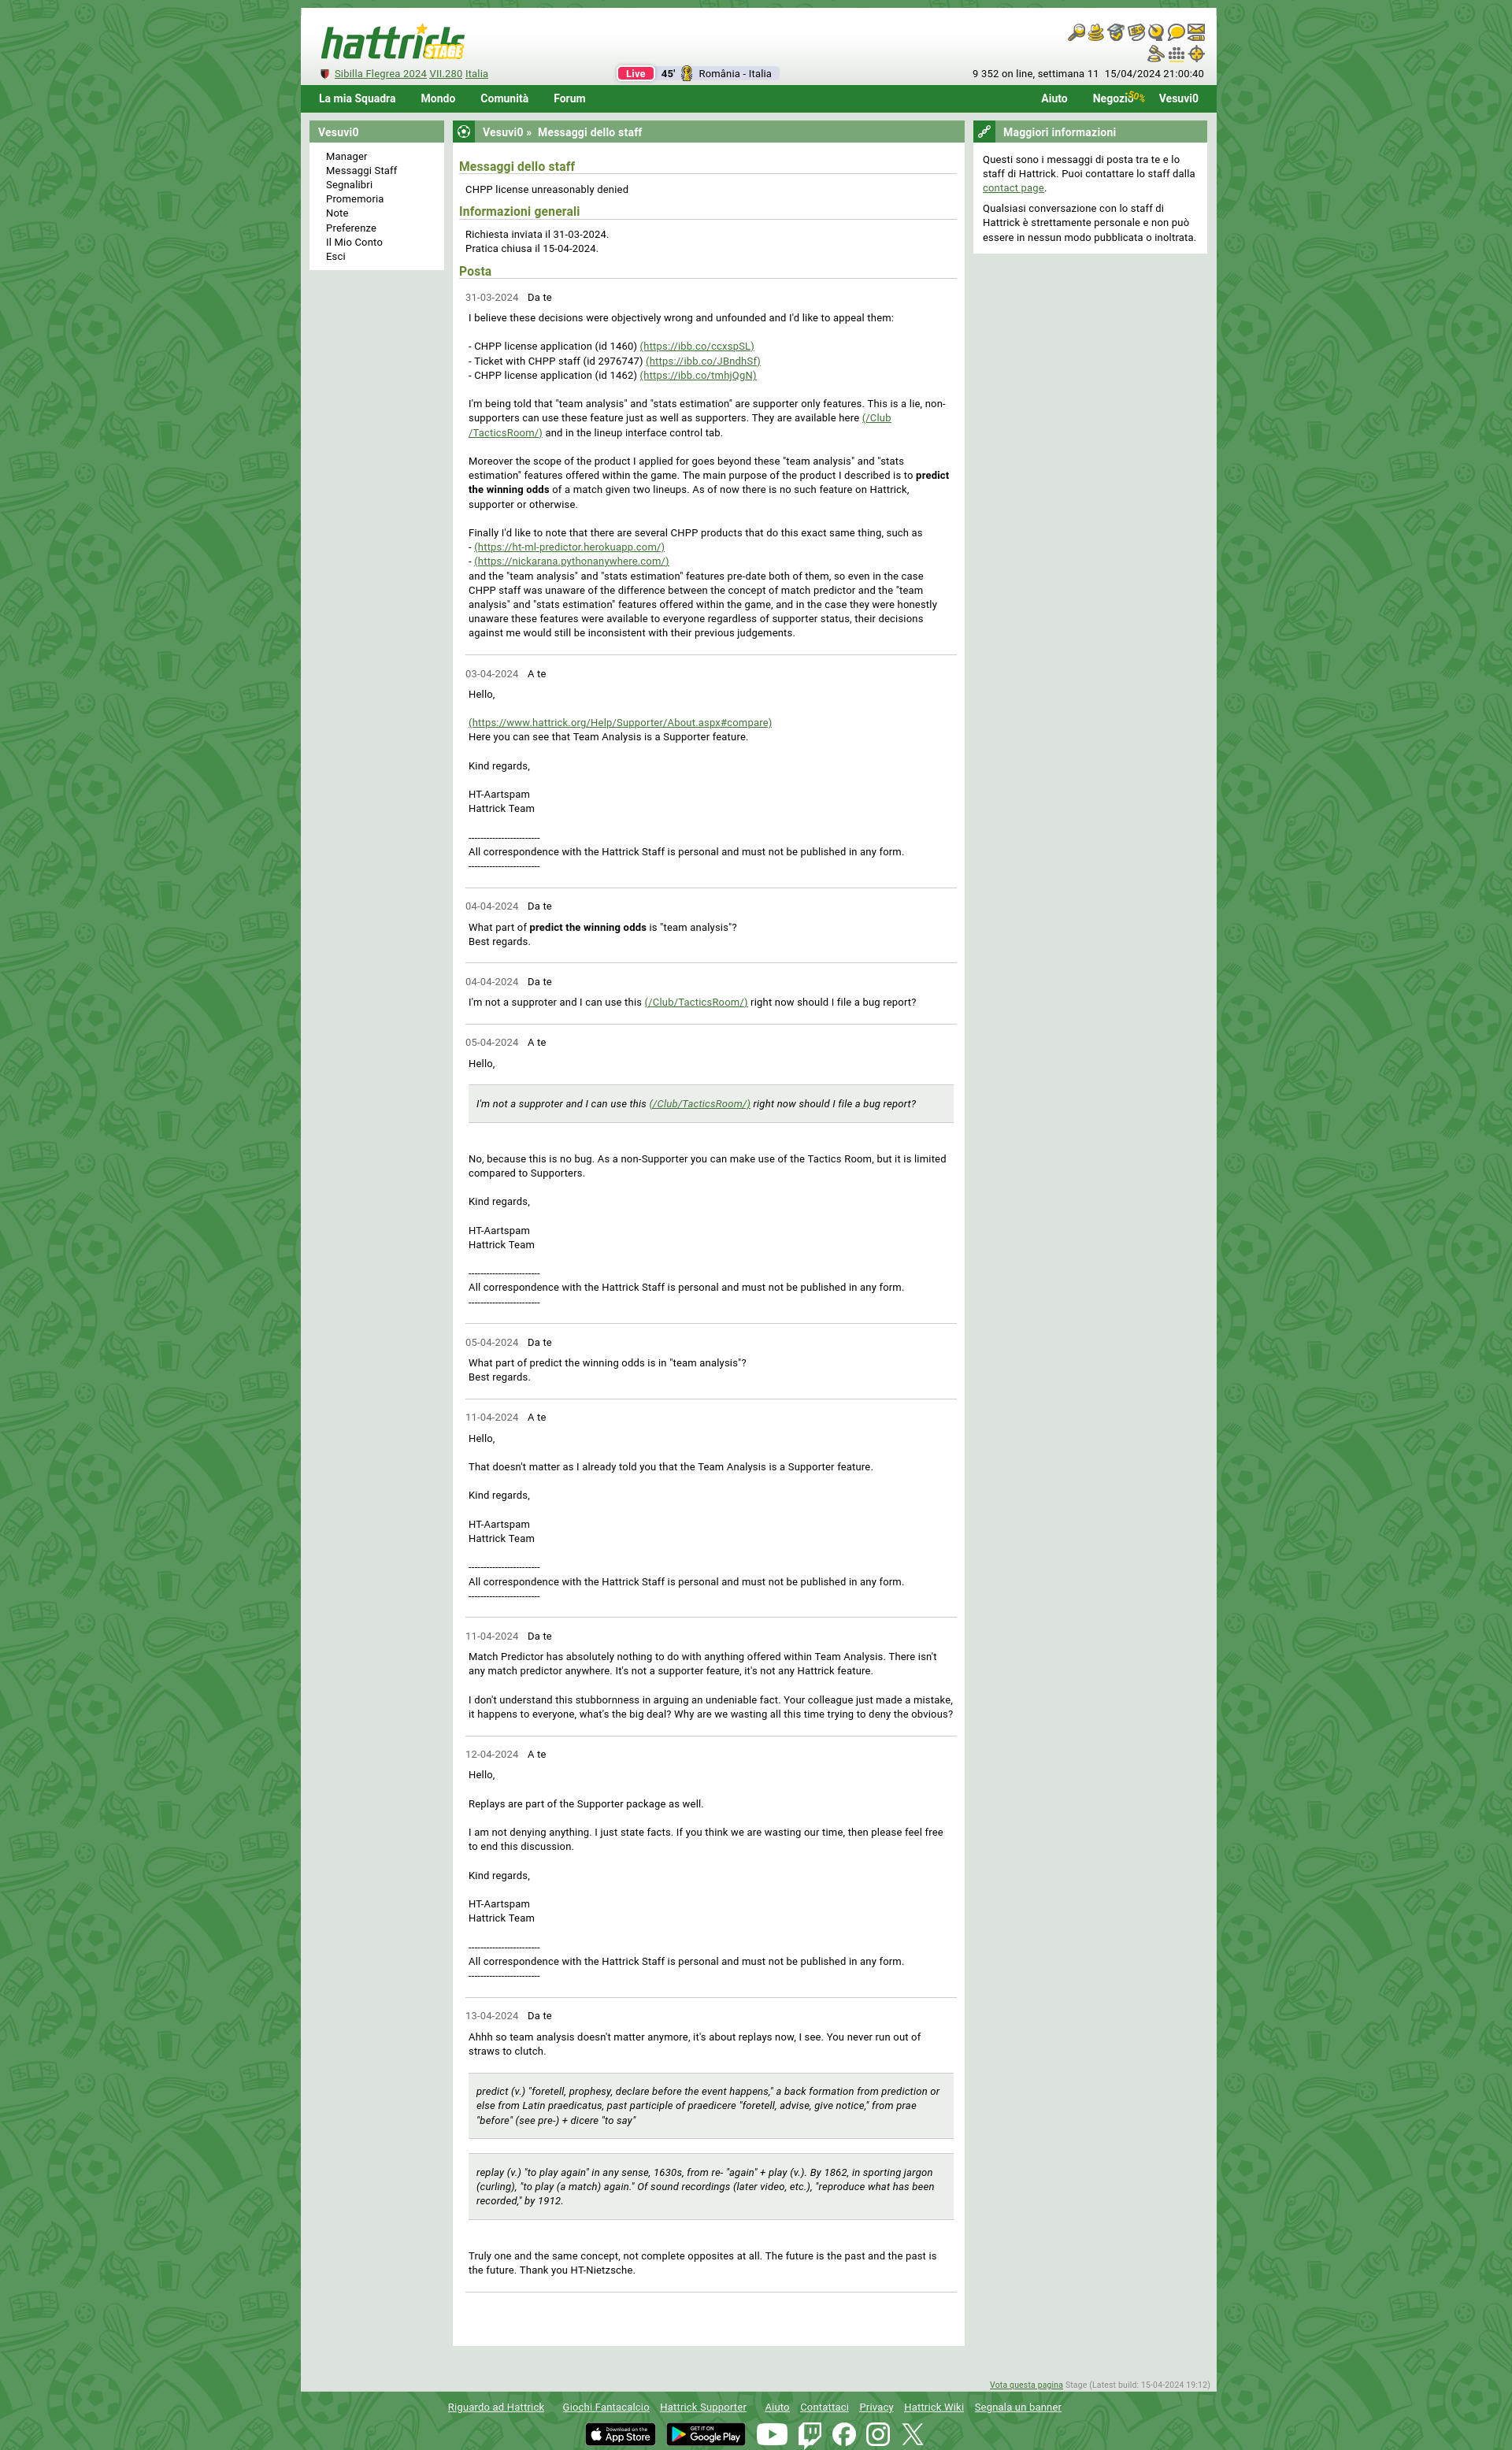 hattrick
STAGE
Sibilla Flegrea 2024 VII.280 Italia
Live 45' România - Italia
9 352 on line, settimana 11 15/04/2024 21:00:40
La mia Squadra Mondo Comunità Forum Aiuto Negozio -50% Vesuvi0
Vesuvi0
Manager
Messaggi Staff
Segnalibri
Promemoria
Note
Preferenze
Il Mio Conto
Esci
Vesuvi0 » Messaggi dello staff
Messaggi dello staff
CHPP license unreasonably denied
Informazioni generali
Richiesta inviata il 31-03-2024.
Pratica chiusa il 15-04-2024.
Posta
31-03-2024 Da te
I believe these decisions were objectively wrong and unfounded and I'd like to appeal them:
- CHPP license application (id 1460) (https://ibb.co/ccxspSL)
- Ticket with CHPP staff (id 2976747) (https://ibb.co/JBndhSf)
- CHPP license application (id 1462) (https://ibb.co/tmhjQgN)
I'm being told that "team analysis" and "stats estimation" are supporter only features. This is a lie, non-
supporters can use these feature just as well as supporters. They are available here (/Club
/TacticsRoom/) and in the lineup interface control tab.
Moreover the scope of the product I applied for goes beyond these "team analysis" and "stats
estimation" features offered within the game. The main purpose of the product I described is to predict
the winning odds of a match given two lineups. As of now there is no such feature on Hattrick,
supporter or otherwise.
Finally I'd like to note that there are several CHPP products that do this exact same thing, such as
- (https://ht-ml-predictor.herokuapp.com/)
- (https://nickarana.pythonanywhere.com/)
and the "team analysis" and "stats estimation" features pre-date both of them, so even in the case
CHPP staff was unaware of the difference between the concept of match predictor and the "team
analysis" and "stats estimation" features offered within the game, and in the case they were honestly
unaware these features were available to everyone regardless of supporter status, their decisions
against me would still be inconsistent with their previous judgements.
03-04-2024 A te
Hello,
(https://www.hattrick.org/Help/Supporter/About.aspx#compare)
Here you can see that Team Analysis is a Supporter feature.
Kind regards,
HT-Aartspam
Hattrick Team
------------------------
All correspondence with the Hattrick Staff is personal and must not be published in any form.
------------------------
04-04-2024 Da te
What part of predict the winning odds is "team analysis"?
Best regards.
04-04-2024 Da te
I'm not a supproter and I can use this (/Club/TacticsRoom/) right now should I file a bug report?
05-04-2024 A te
Hello,
I'm not a supproter and I can use this (/Club/TacticsRoom/) right now should I file a bug report?
No, because this is no bug. As a non-Supporter you can make use of the Tactics Room, but it is limited
compared to Supporters.
Kind regards,
HT-Aartspam
Hattrick Team
------------------------
All correspondence with the Hattrick Staff is personal and must not be published in any form.
------------------------
05-04-2024 Da te
What part of predict the winning odds is in "team analysis"?
Best regards.
11-04-2024 A te
Hello,
That doesn't matter as I already told you that the Team Analysis is a Supporter feature.
Kind regards,
HT-Aartspam
Hattrick Team
------------------------
All correspondence with the Hattrick Staff is personal and must not be published in any form.
------------------------
11-04-2024 Da te
Match Predictor has absolutely nothing to do with anything offered within Team Analysis. There isn't
any match predictor anywhere. It's not a supporter feature, it's not any Hattrick feature.
I don't understand this stubbornness in arguing an undeniable fact. Your colleague just made a mistake,
it happens to everyone, what's the big deal? Why are we wasting all this time trying to deny the obvious?
12-04-2024 A te
Hello,
Replays are part of the Supporter package as well.
I am not denying anything. I just state facts. If you think we are wasting our time, then please feel free
to end this discussion.
Kind regards,
HT-Aartspam
Hattrick Team
------------------------
All correspondence with the Hattrick Staff is personal and must not be published in any form.
------------------------
13-04-2024 Da te
Ahhh so team analysis doesn't matter anymore, it's about replays now, I see. You never run out of
straws to clutch.
predict (v.) "foretell, prophesy, declare before the event happens," a back formation from prediction or
else from Latin praedicatus, past participle of praedicere "foretell, advise, give notice," from prae
"before" (see pre-) + dicere "to say"
replay (v.) "to play again" in any sense, 1630s, from re- "again" + play (v.). By 1862, in sporting jargon
(curling), "to play (a match) again." Of sound recordings (later video, etc.), "reproduce what has been
recorded," by 1912.
Truly one and the same concept, not complete opposites at all. The future is the past and the past is
the future. Thank you HT-Nietzsche.
Maggiori informazioni
Questi sono i messaggi di posta tra te e lo
staff di Hattrick. Puoi contattare lo staff dalla
contact page.
Qualsiasi conversazione con lo staff di
Hattrick è strettamente personale e non può
essere in nessun modo pubblicata o inoltrata.
Vota questa pagina Stage (Latest build: 15-04-2024 19:12)
Riguardo ad Hattrick Giochi Fantacalcio Hattrick Supporter Aiuto Contattaci Privacy Hattrick Wiki Segnala un banner
Download on the App Store
GET IT ON Google Play